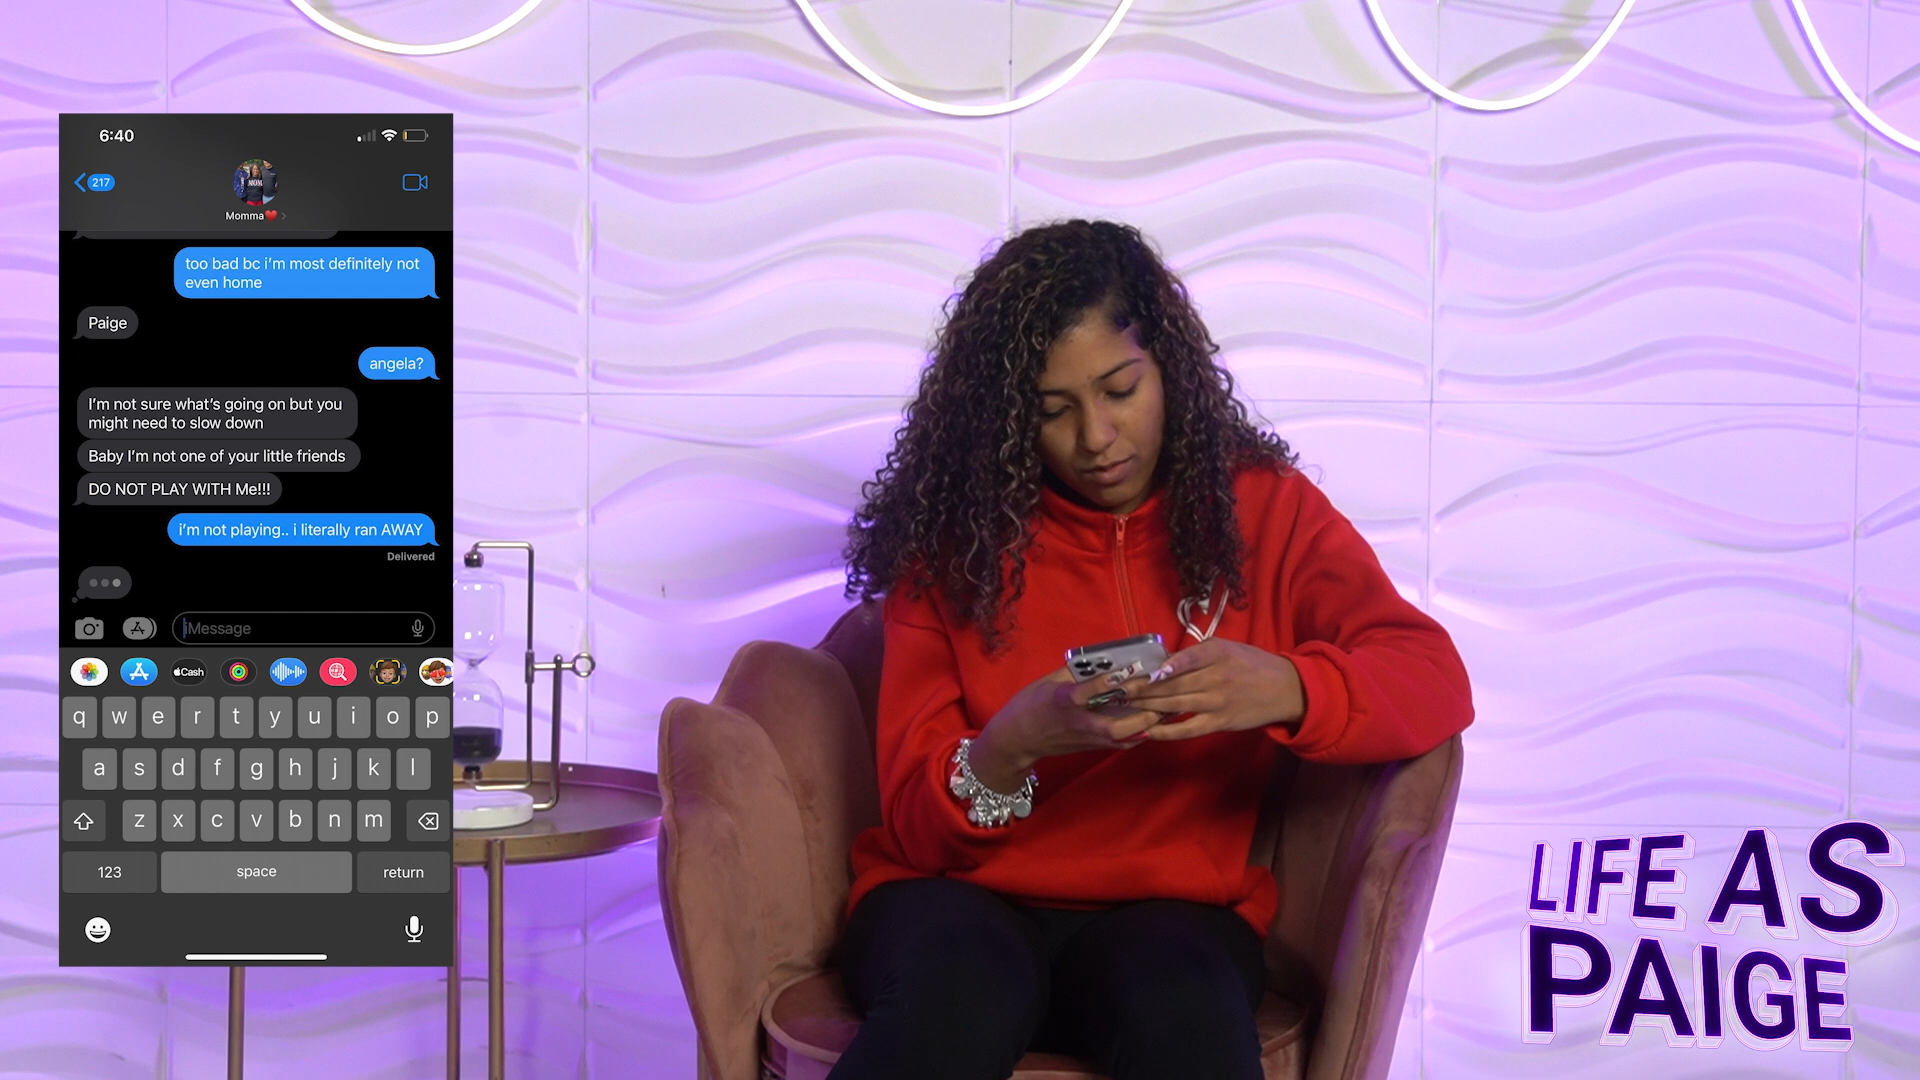 6:40
217
Momma❤️
too bad bc i'm most definitely not
even home
Paige
angela?
I'm not sure what's going on but you
might need to slow down
Baby I'm not one of your little friends
DO NOT PLAY WITH Me!!!
i'm not playing.. i literally ran AWAY
Delivered
iMessage
Cash
q w e r t y u i o p
a s d f g h j k l
z x c v b n m
123 space return
MOM
LIFE AS
PAIGE